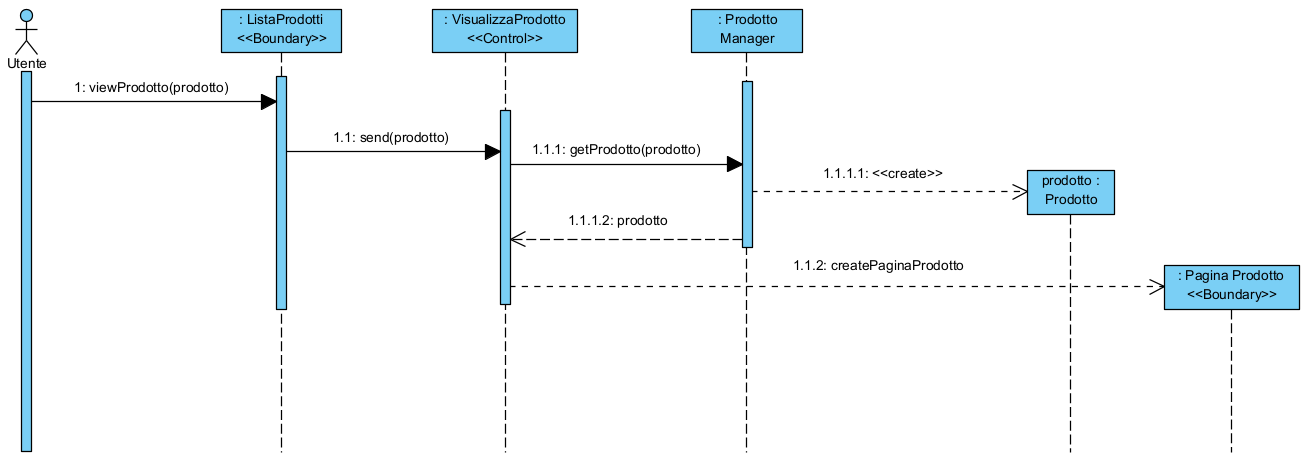 Utente
: ListaProdotti
<<Boundary>>
: VisualizzaProdotto
<<Control>>
: Prodotto
Manager
1: viewProdotto(prodotto)
1.1: send(prodotto)
1.1.1: getProdotto(prodotto)
1.1.1.1: <<create>>
prodotto :
Prodotto
1.1.1.2: prodotto
1.1.2: createPaginaProdotto
: Pagina Prodotto
<<Boundary>>